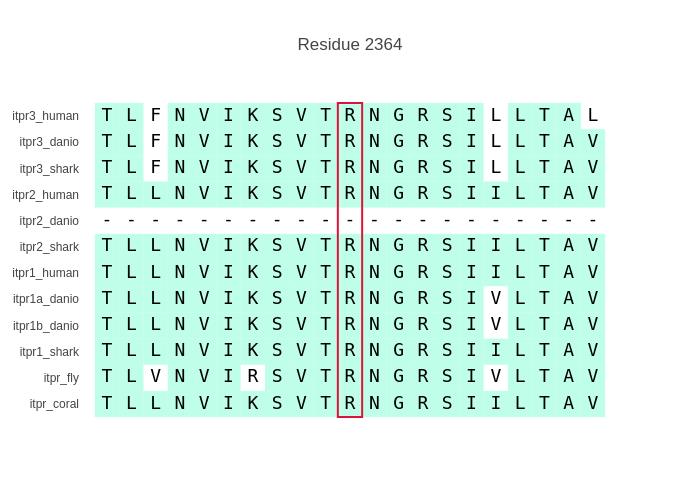 Residue 2364
itpr3_human T L F N V I K S V T R N G R S I L L T A L
itpr3_danio T L F N V I K S V T R N G R S I L L T A V
itpr3_shark T L F N V I K S V T R N G R S I L L T A V
itpr2_human T L L N V I K S V T R N G R S I I L T A V
itpr2_danio - - - - - - - - - - - - - - - - - - - - -
itpr2_shark T L L N V I K S V T R N G R S I I L T A V
itpr1_human T L L N V I K S V T R N G R S I I L T A V
itpr1a_danio T L L N V I K S V T R N G R S I V L T A V
itpr1b_danio T L L N V I K S V T R N G R S I V L T A V
itpr1_shark T L L N V I K S V T R N G R S I I L T A V
itpr_fly T L V N V I R S V T R N G R S I V L T A V
itpr_coral T L L N V I K S V T R N G R S I I L T A V